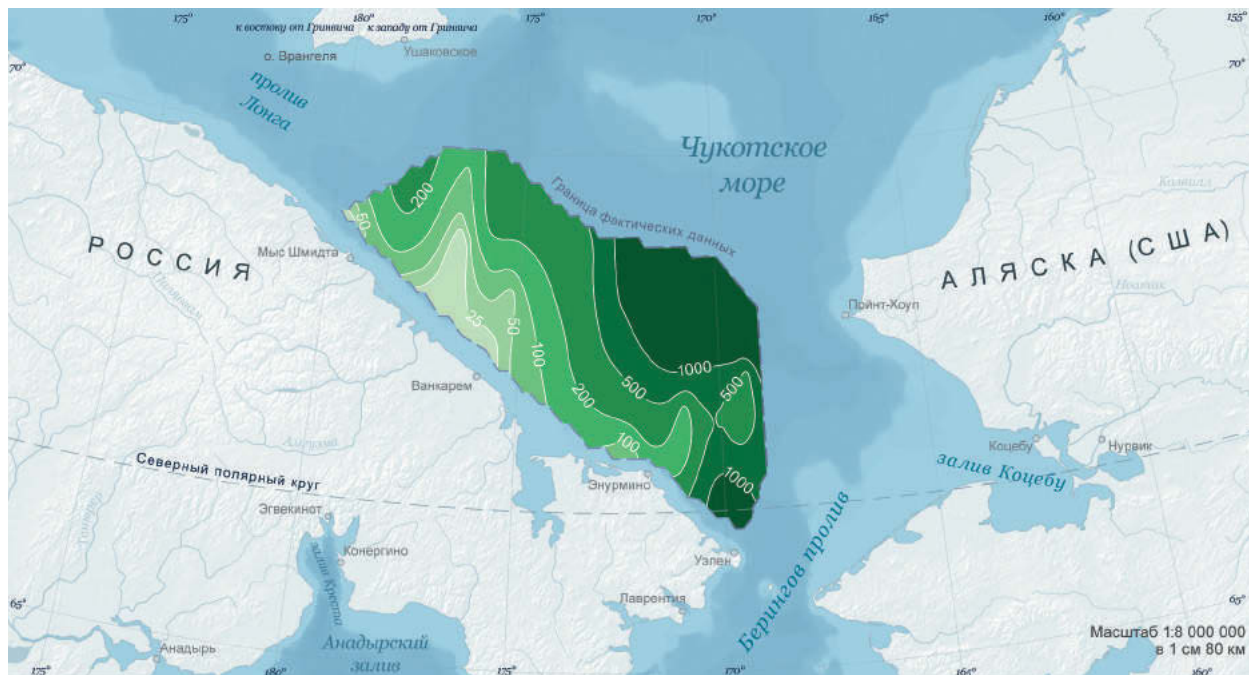 175°
180°
175°
170°
165°
160°
155°
к востоку от Гринвича
к западу от Гринвича
Ушаковское
о. Врангеля
70°
70°
пролив
Лонга
Чукотское
море
Граница фактических данных
Колвилл
200
50
РОССИЯ
Мыс Шмидта
АЛЯСКА (США)
Ноатак
Пойнт-Хоуп
25
50
100
200
500
1000
500
Ванкарем
Амгуэма
100
1000
Коцебу
Нурвик
залив Коцебу
Северный полярный круг
Энурмино
Эгвекинот
Конергино
залив Креста
Уэлен
Берингов пролив
Лаврентия
65°
65°
Анадырский
залив
Анадырь
Масштаб 1:8 000 000
в 1 см 80 км
175°
180°
175°
170°
165°
160°